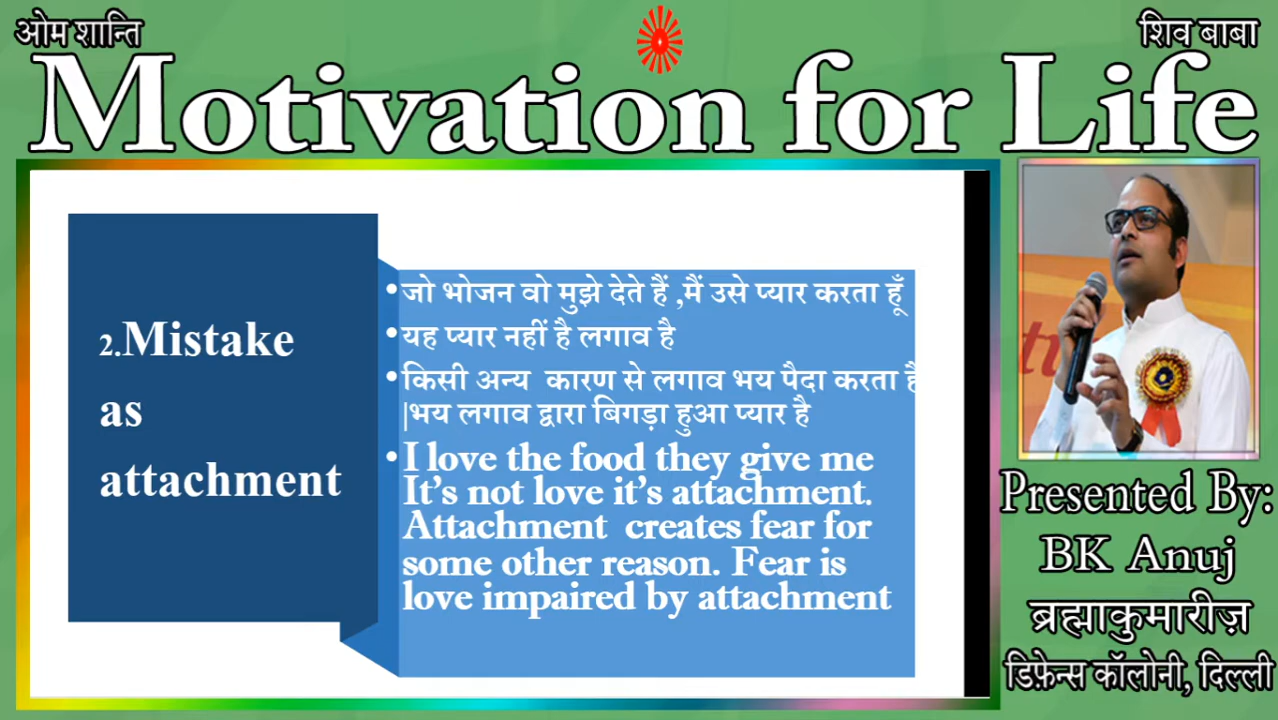 ओम शान्ति
शिव बाबा
Motivation for Life
2.Mistake
as
attachment
•जो भोजन वो मुझे देते हैं ,मैं उसे प्यार करता हूँ
•यह प्यार नहीं है लगाव है
•किसी अन्य कारण से लगाव भय पैदा करता है
|भय लगाव द्वारा बिगड़ा हुआ प्यार है
•I love the food they give me
It's not love it's attachment.
Attachment creates fear for
some other reason. Fear is
love impaired by attachment
Presented By:
BK Anuj
ब्रह्माकुमारीज़
डिफ़ेन्स कॉलोनी, दिल्ली